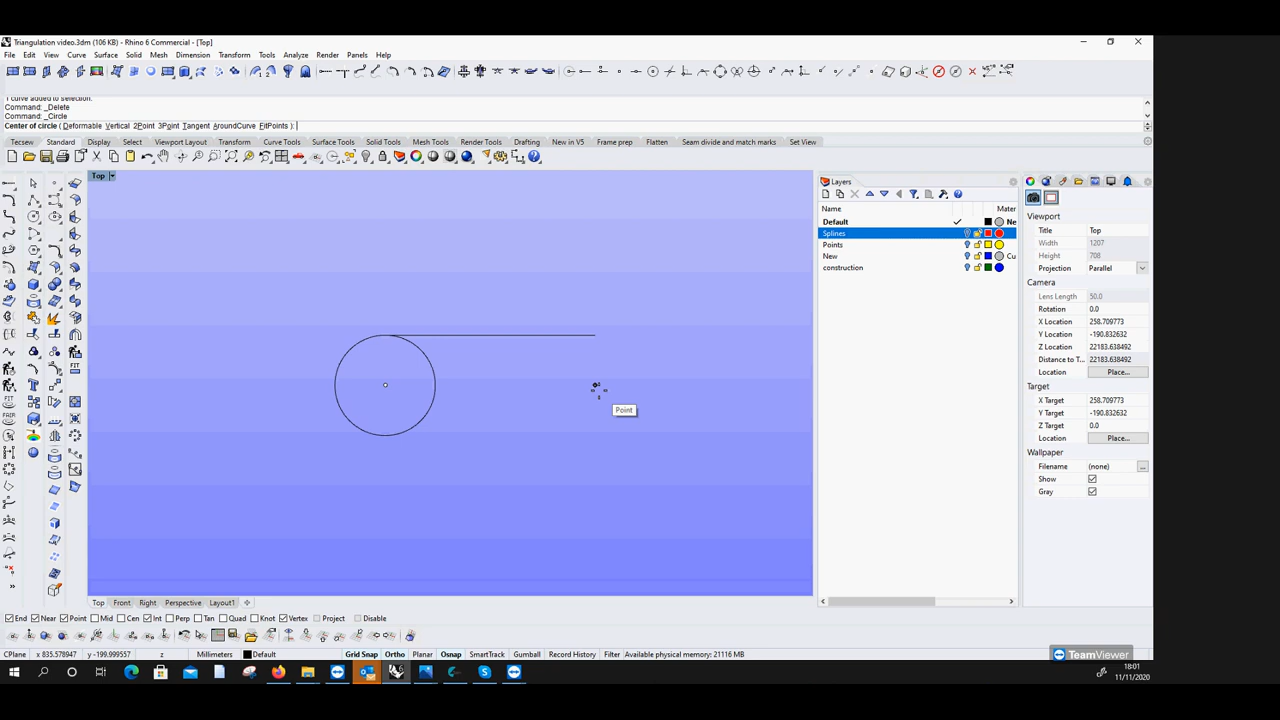 Triangulation video.3dm (106 KB) - Rhino 6 Commercial - [Top]
File Edit View Curve Surface Solid Mesh Dimension Transform Tools Analyze Render Panels Help
1 curve added to selection.
Command: _Delete
Command: _Circle
Center of circle ( Deformable Vertical 2Point 3Point Tangent AroundCurve FitPoints ):
Tecsew Standard Display Select Viewport Layout Transform Curve Tools Surface Tools Solid Tools Mesh Tools Render Tools Drafting New in V5 Frame prep Flatten Seam divide and match marks Set View
Top
Layers
Name Mater
Default Ne
Splines
Points
New Cu
construction
Viewport
Title Top
Width 1207
Height 708
Projection Parallel
Camera
Lens Length 50.0
Rotation 0.0
X Location 258.709773
Y Location -190.832632
Z Location 22183.638492
Distance to T... 22183.638492
Location Place...
Target
X Target 258.709773
Y Target -190.832632
Z Target 0.0
Location Place...
Wallpaper
Filename (none) ...
Show
Gray
Point
FIT
FIT
FAIR
Top Front Right Perspective Layout1
End Near Point Mid Cen Int Perp Tan Quad Knot Vertex Project Disable
CPlane x 835.578947 y -199.999557 z Millimeters Default Grid Snap Ortho Planar Osnap SmartTrack Gumball Record History Filter Available physical memory: 21116 MB
TeamViewer
18:01
11/11/2020